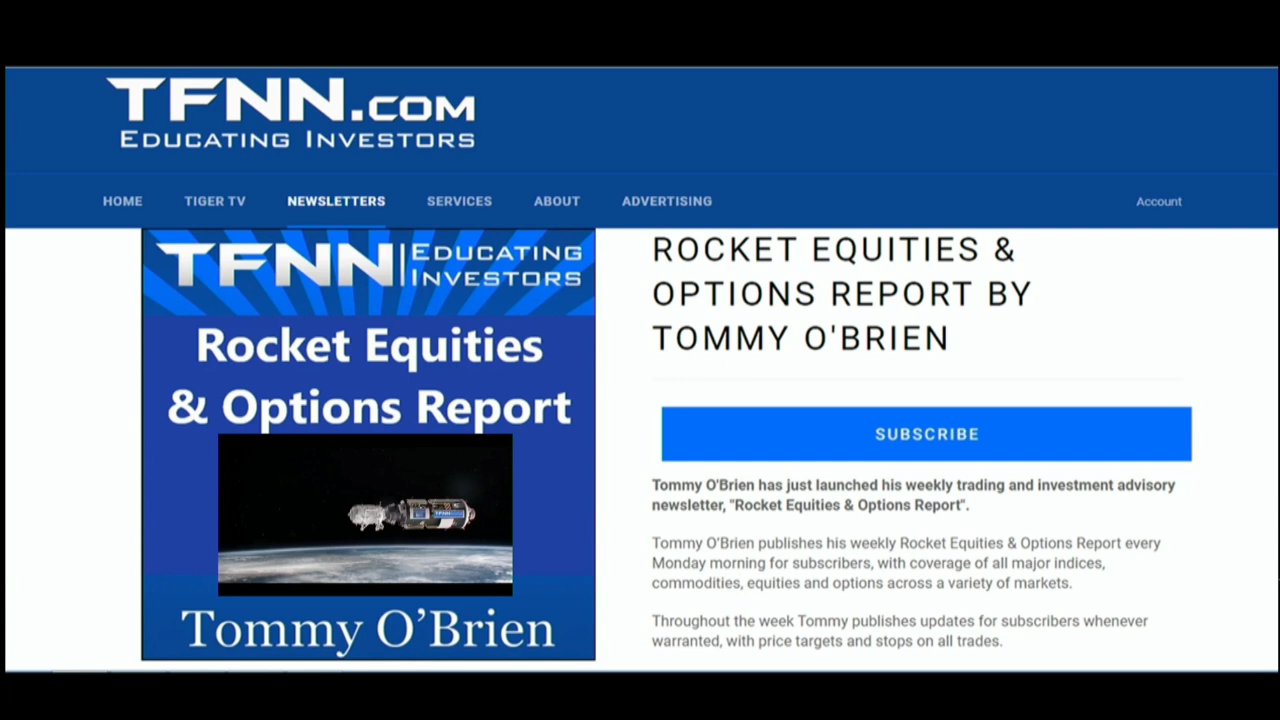 TFNN.COM
EDUCATING INVESTORS
HOME TIGER TV NEWSLETTERS SERVICES ABOUT ADVERTISING Account
TFNN | EDUCATING
INVESTORS
Rocket Equities
& Options Report
TFNN
Tommy O’Brien
ROCKET EQUITIES &
OPTIONS REPORT BY
TOMMY O'BRIEN
SUBSCRIBE
Tommy O'Brien has just launched his weekly trading and investment advisory
newsletter, "Rocket Equities & Options Report".
Tommy O’Brien publishes his weekly Rocket Equities & Options Report every
Monday morning for subscribers, with coverage of all major indices,
commodities, equities and options across a variety of markets.
Throughout the week Tommy publishes updates for subscribers whenever
warranted, with price targets and stops on all trades.